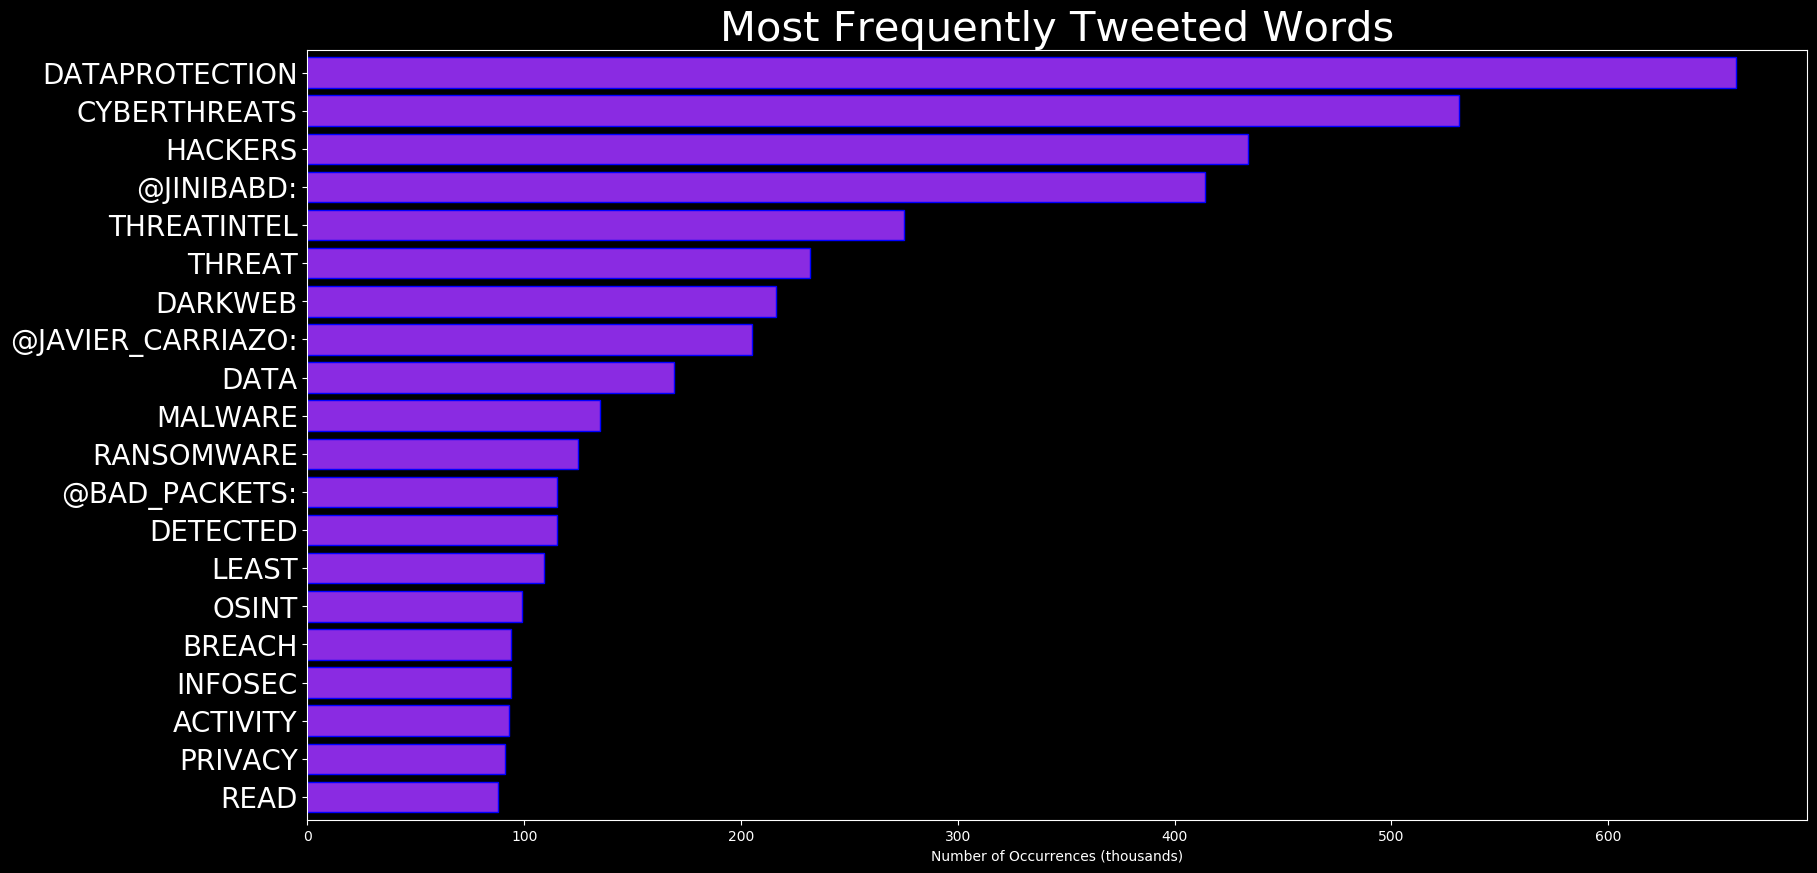 Most Frequently Tweeted Words
DATAPROTECTION
CYBERTHREATS
HACKERS
@JINIBABD:
THREATINTEL
THREAT
DARKWEB
@JAVIER_CARRIAZO:
DATA
MALWARE
RANSOMWARE
@BAD_PACKETS:
DETECTED
LEAST
OSINT
BREACH
INFOSEC
ACTIVITY
PRIVACY
READ
0 100 200 300 400 500 600
Number of Occurrences (thousands)